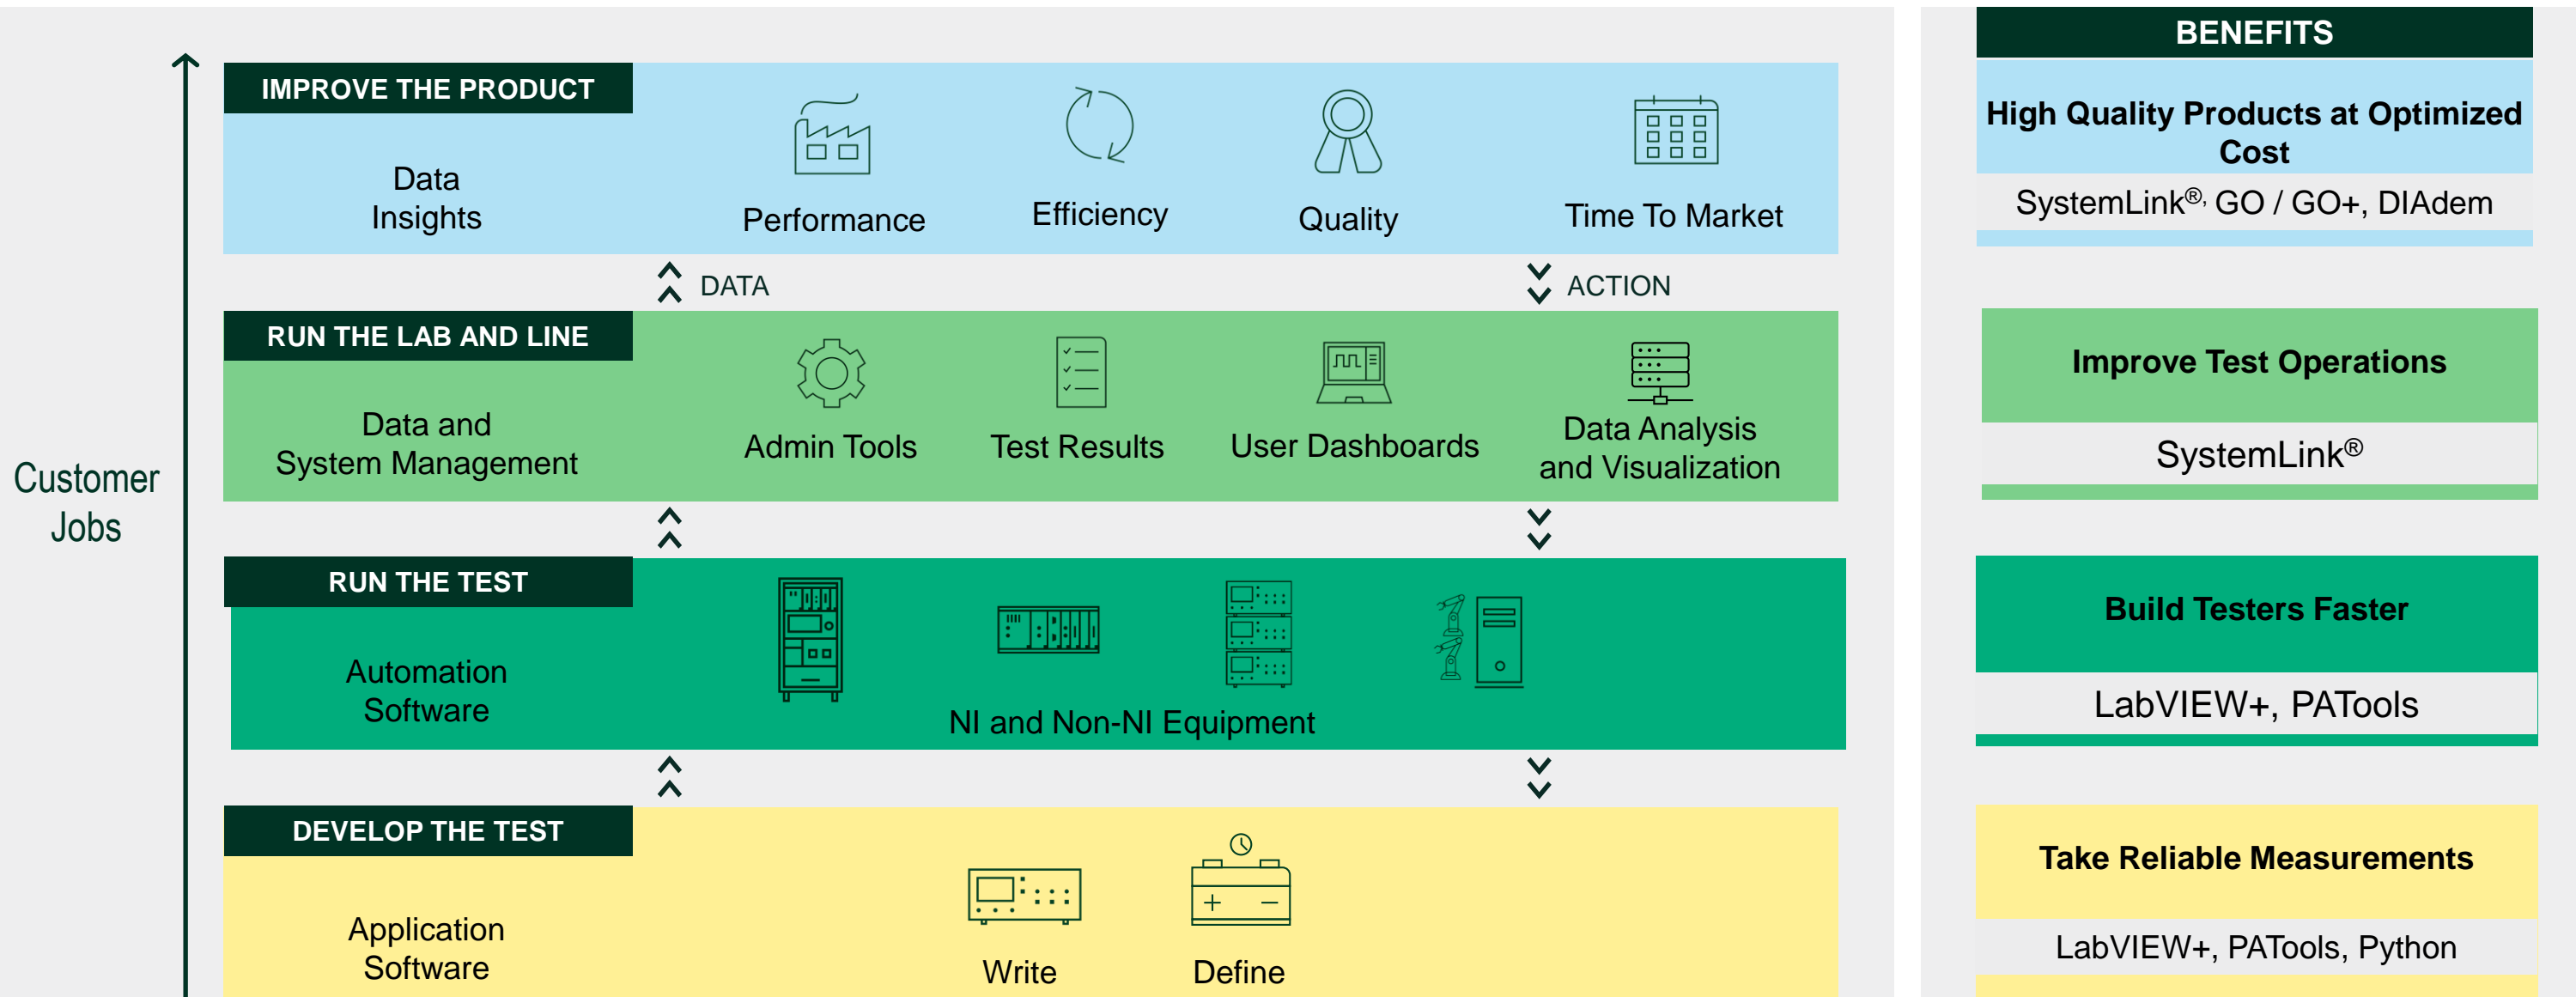 BENEFITS
IMPROVE THE PRODUCT
Data
Insights
Performance
Efficiency
Quality
Time To Market
High Quality Products at Optimized
Cost
SystemLink®, GO / GO+, DIAdem
DATA
ACTION
RUN THE LAB AND LINE
Data and
System Management
Admin Tools
Test Results
User Dashboards
Data Analysis
and Visualization
Improve Test Operations
SystemLink®
Customer
Jobs
RUN THE TEST
Automation
Software
NI and Non-NI Equipment
Build Testers Faster
LabVIEW+, PATools
DEVELOP THE TEST
Application
Software
Write
Define
Take Reliable Measurements
LabVIEW+, PATools, Python